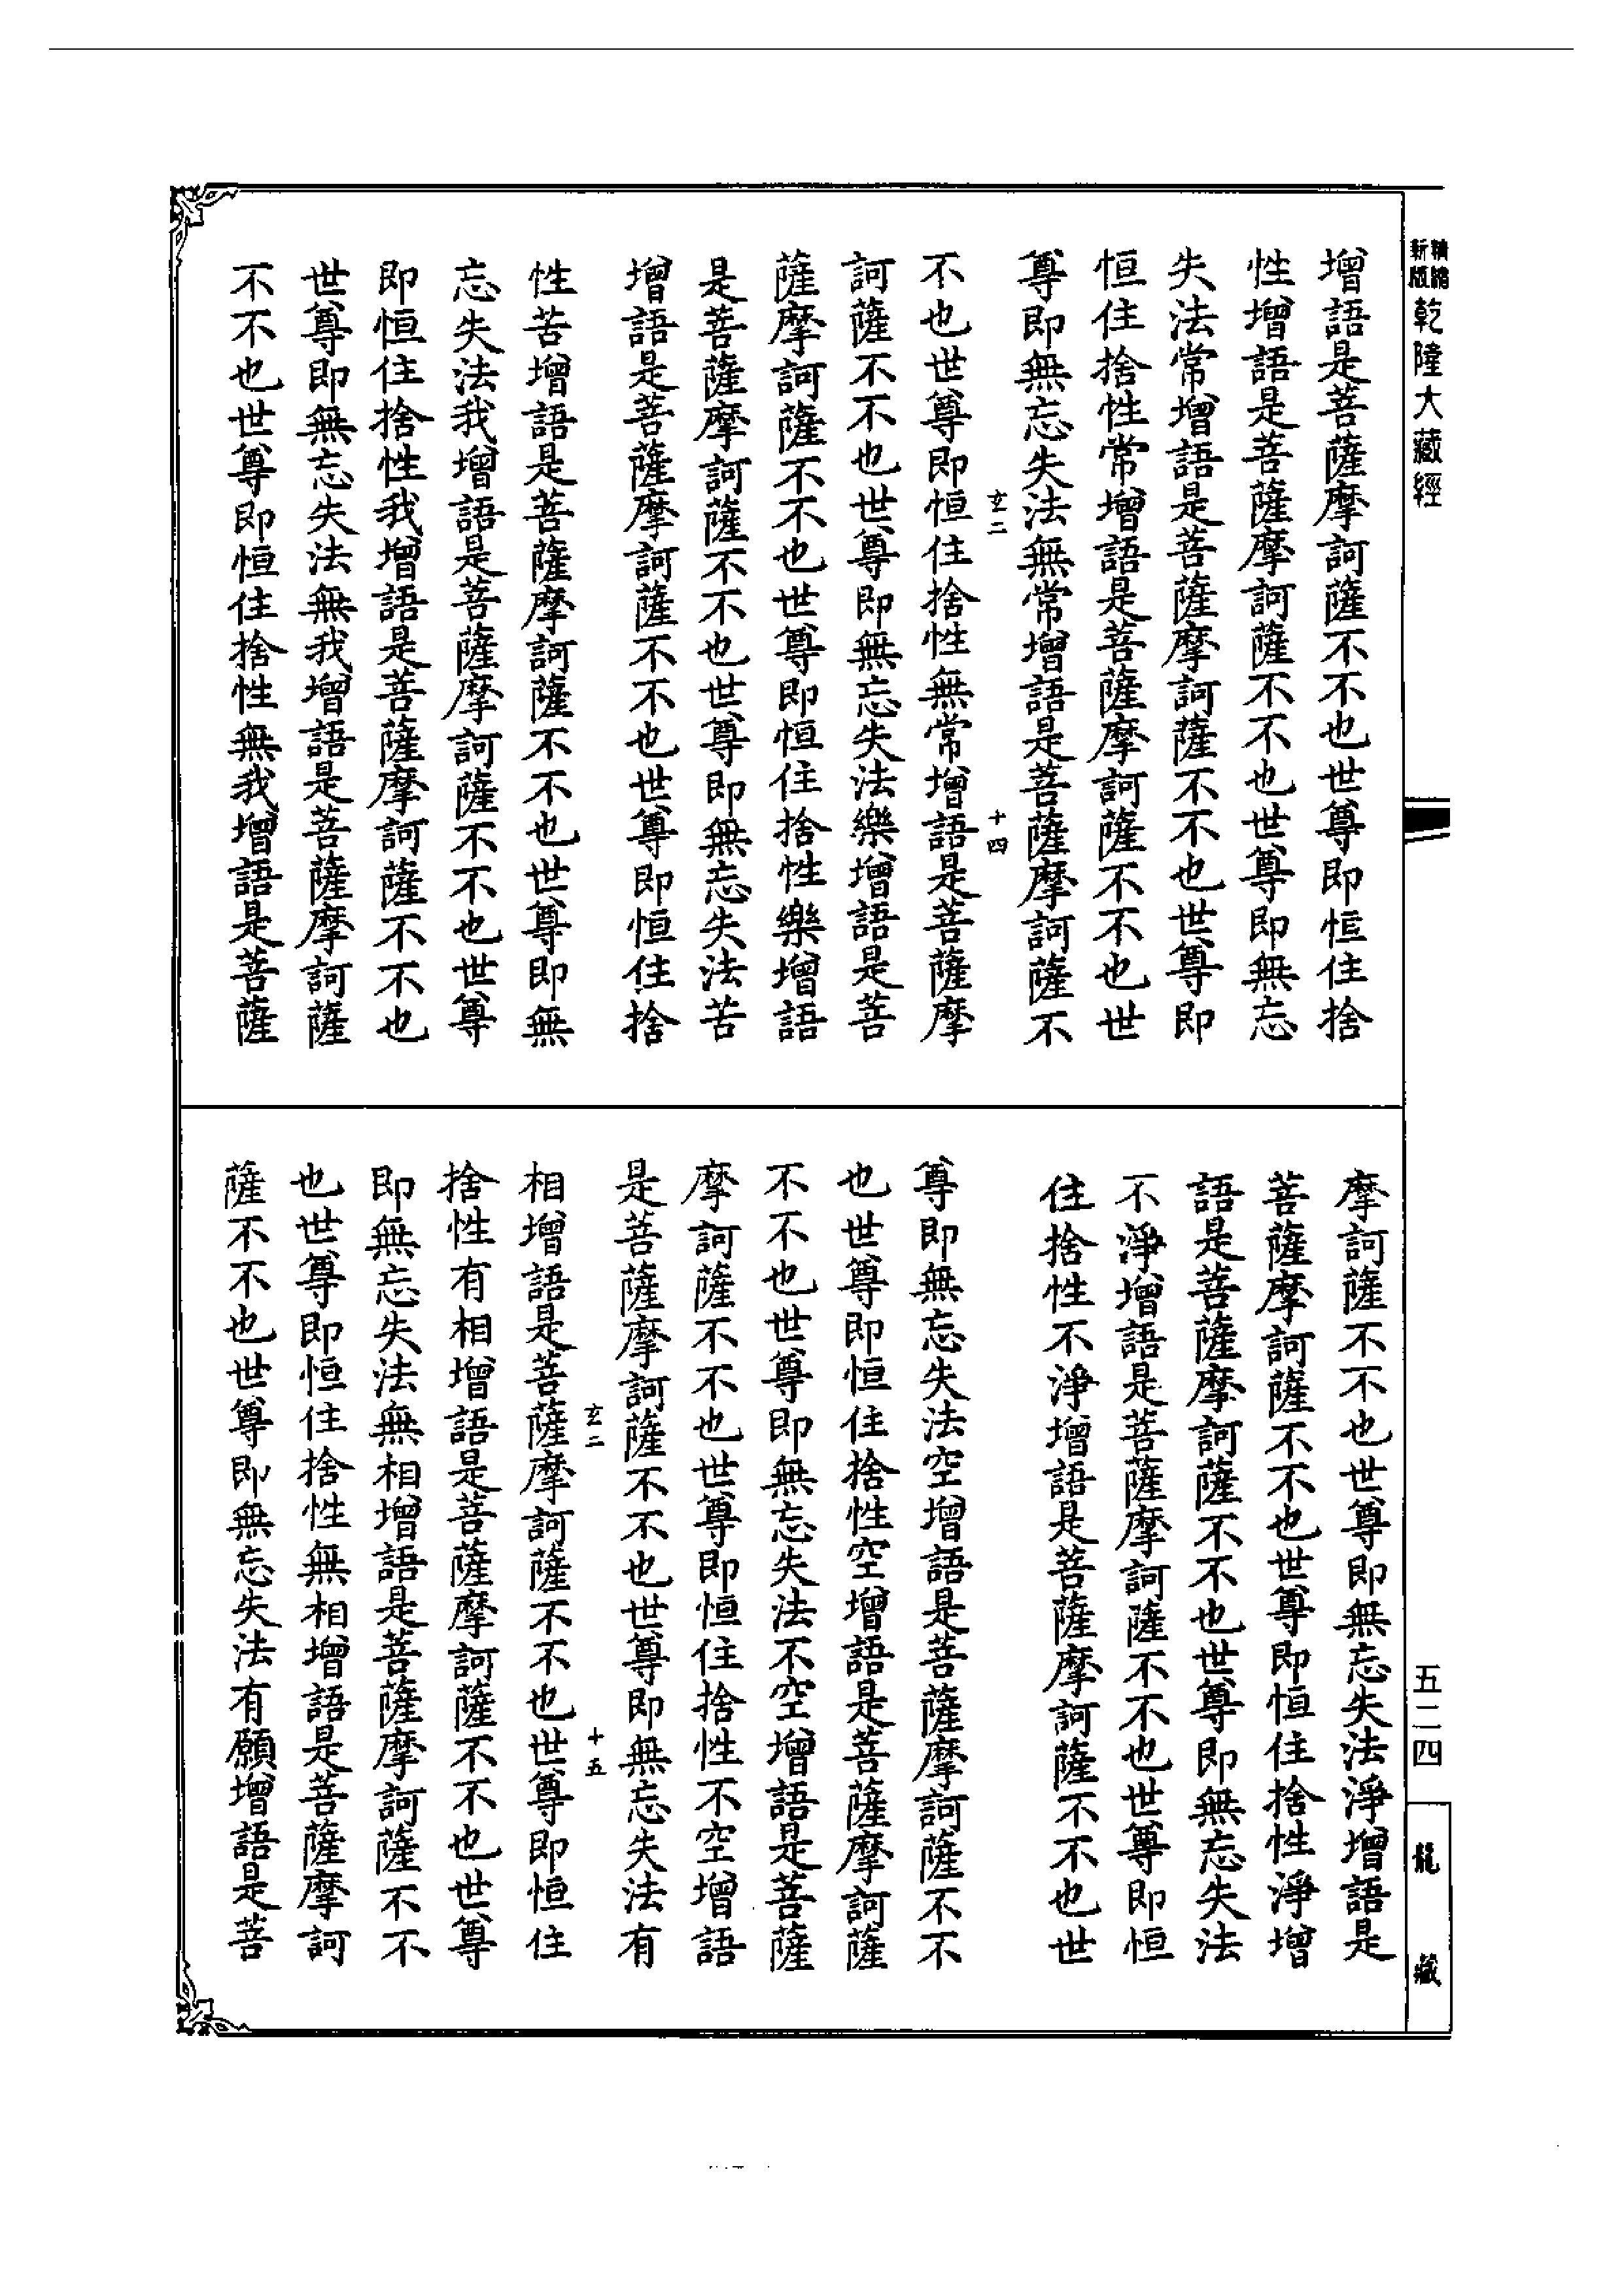 精縮新版乾隆大藏經
增語是菩薩摩訶薩不不也世尊即恒住捨
性增語是菩薩摩訶薩不不也世尊即無忘
失法常增語是菩薩摩訶薩不不也世尊即
恒住捨性常增語是菩薩摩訶薩不不也世
尊即無忘失法無常增語是菩薩摩訶薩不
玄二
十四
不也世尊即恒住捨性無常增語是菩薩摩
訶薩不不也世尊即無忘失法樂增語是菩
薩摩訶薩不不也世尊即恒住捨性樂增語
是菩薩摩訶薩不不也世尊即無忘失法苦
增語是菩薩摩訶薩不不也世尊即恒住捨
性苦增語是菩薩摩訶薩不不也世尊即無
忘失法我增語是菩薩摩訶薩不不也世尊
即恒住捨性我增語是菩薩摩訶薩不不也
世尊即無忘失法無我增語是菩薩摩訶薩
不不也世尊即恒住捨性無我增語是菩薩
摩訶薩不不也世尊即無忘失法淨增語是
菩薩摩訶薩不不也世尊即恒住捨性淨增
語是菩薩摩訶薩不不也世尊即無忘失法
不淨增語是菩薩摩訶薩不不也世尊即恒
住捨性不淨增語是菩薩摩訶薩不不也世
尊即無忘失法空增語是菩薩摩訶薩不不
也世尊即恒住捨性空增語是菩薩摩訶薩
不不也世尊即無忘失法不空增語是菩薩
摩訶薩不不也世尊即恒住捨性不空增語
是菩薩摩訶薩不不也世尊即無忘失法有
玄二
十五
相增語是菩薩摩訶薩不不也世尊即恒住
捨性有相增語是菩薩摩訶薩不不也世尊
即無忘失法無相增語是菩薩摩訶薩不不
也世尊即恒住捨性無相增語是菩薩摩訶
薩不不也世尊即無忘失法有願增語是菩
五二四
龍藏